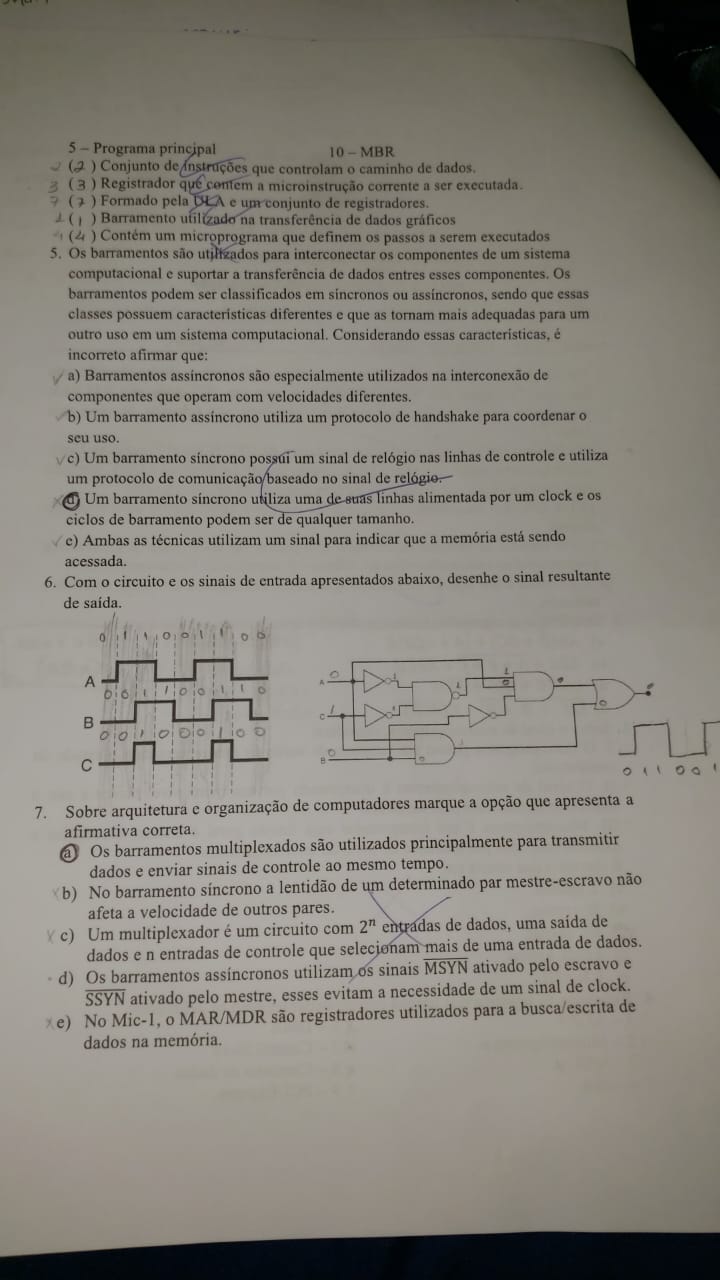 5 – Programa principal 10 – MBR
2 (2) Conjunto de instruções que controlam o caminho de dados.
3 (3) Registrador que contem a microinstrução corrente a ser executada.
7 (7) Formado pela ULA e um conjunto de registradores.
1 (1) Barramento utilizado na transferência de dados gráficos
4 (4) Contém um microprograma que definem os passos a serem executados
5. Os barramentos são utilizados para interconectar os componentes de um sistema
computacional e suportar a transferência de dados entres esses componentes. Os
barramentos podem ser classificados em síncronos ou assíncronos, sendo que essas
classes possuem características diferentes e que as tornam mais adequadas para um
outro uso em um sistema computacional. Considerando essas características, é
incorreto afirmar que:
a) Barramentos assíncronos são especialmente utilizados na interconexão de
componentes que operam com velocidades diferentes.
b) Um barramento assíncrono utiliza um protocolo de handshake para coordenar o
seu uso.
c) Um barramento síncrono possui um sinal de relógio nas linhas de controle e utiliza
um protocolo de comunicação baseado no sinal de relógio.
d) Um barramento síncrono utiliza uma de suas linhas alimentada por um clock e os
ciclos de barramento podem ser de qualquer tamanho.
e) Ambas as técnicas utilizam um sinal para indicar que a memória está sendo
acessada.
6. Com o circuito e os sinais de entrada apresentados abaixo, desenhe o sinal resultante
de saída.
0 1 1 0 0 1 1 0 0
A
0 0 1 1 0 0 1 1 0
B
0 0 1 0 0 0 1 0 0
C
A 0
C 1
B 0
0 1 1 0 0 1
7. Sobre arquitetura e organização de computadores marque a opção que apresenta a
afirmativa correta.
a) Os barramentos multiplexados são utilizados principalmente para transmitir
dados e enviar sinais de controle ao mesmo tempo.
b) No barramento síncrono a lentidão de um determinado par mestre-escravo não
afeta a velocidade de outros pares.
c) Um multiplexador é um circuito com 2ⁿ entradas de dados, uma saída de
dados e n entradas de controle que selecionam mais de uma entrada de dados.
d) Os barramentos assíncronos utilizam os sinais M̅S̅Y̅N̅ ativado pelo escravo e
S̅S̅Y̅N̅ ativado pelo mestre, esses evitam a necessidade de um sinal de clock.
e) No Mic-1, o MAR/MDR são registradores utilizados para a busca/escrita de
dados na memória.